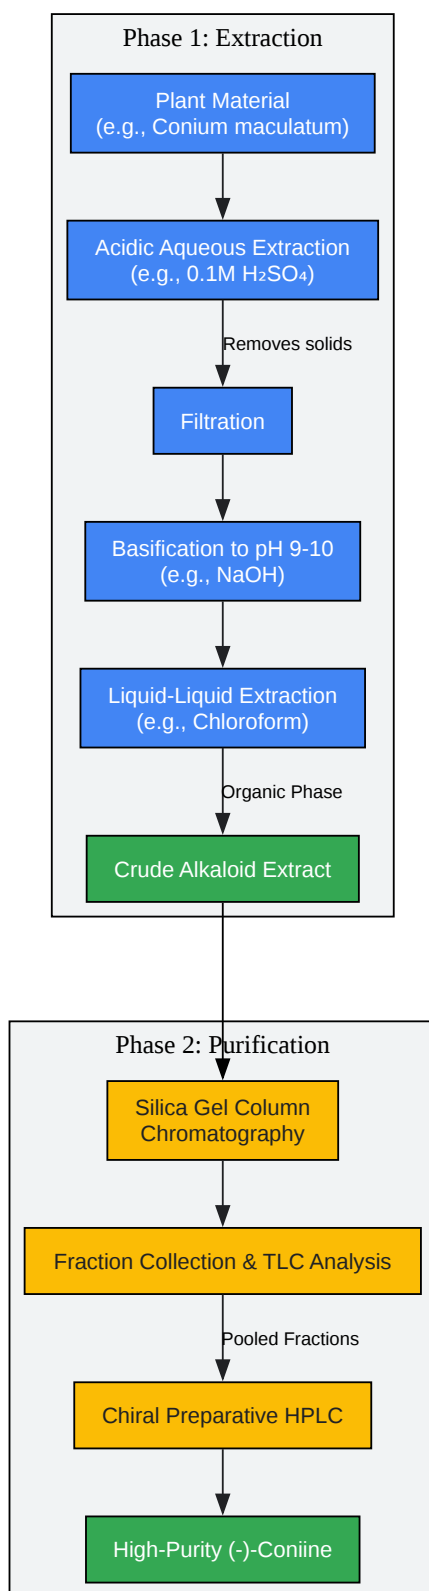 Phase 1: Extraction
Plant Material
(e.g., Conium maculatum)
Acidic Aqueous Extraction
(e.g., 0.1M H₂SO₄)
Removes solids
Filtration
Basification to pH 9-10
(e.g., NaOH)
Liquid-Liquid Extraction
(e.g., Chloroform)
Organic Phase
Crude Alkaloid Extract
Phase 2: Purification
Silica Gel Column
Chromatography
Fraction Collection & TLC Analysis
Pooled Fractions
Chiral Preparative HPLC
High-Purity (-)-Coniine